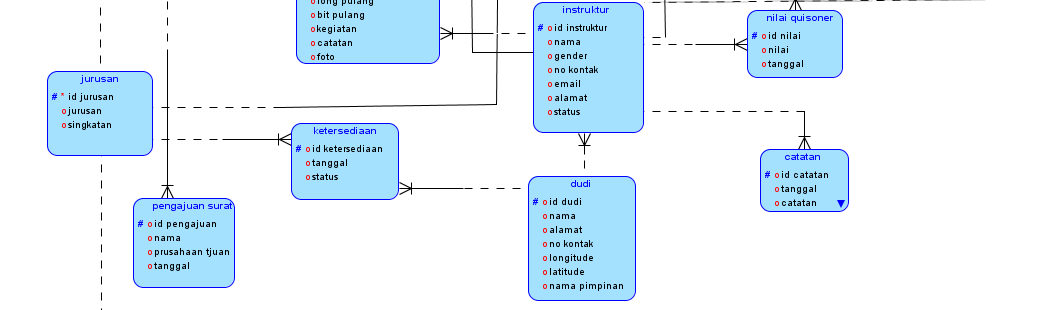 long pulang
o bit pulang
o kegiatan
o catatan
o foto
instruktur
# o id instruktur
o nama
o gender
o no kontak
o email
o alamat
o status
nilai quisoner
# o id nilai
o nilai
o tanggal
jurusan
# * id jurusan
o jurusan
o singkatan
ketersediaan
# o id ketersediaan
o tanggal
o status
catatan
# o id catatan
o tanggal
o catatan
pengajuan surat
# o id pengajuan
o nama
o prusahaan tjuan
o tanggal
dudi
# o id dudi
o nama
o alamat
o no kontak
o longitude
o latitude
o nama pimpinan